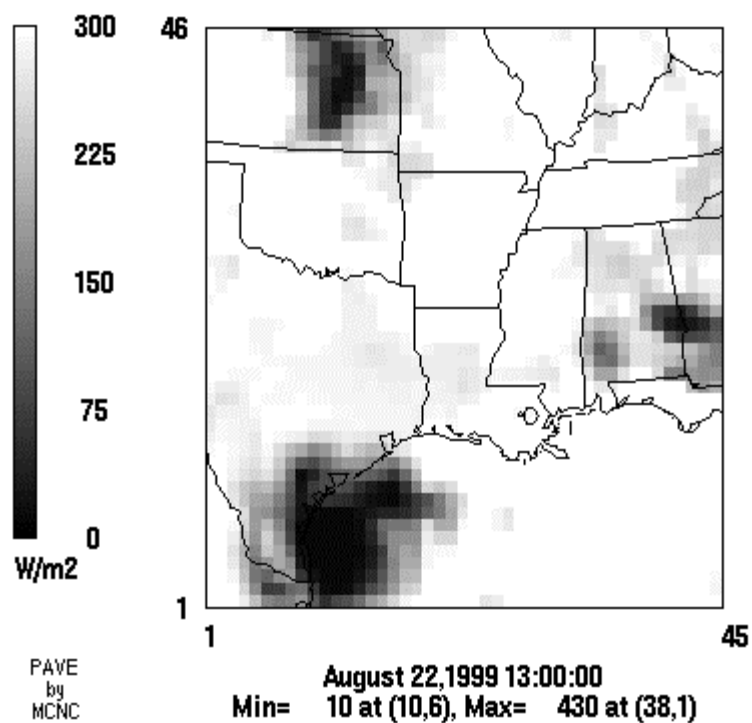 300
225
150
75
0
W/m2
46
1
1
45
PAVE
by
MCNC
August 22,1999 13:00:00
Min= 10 at (10,6), Max= 430 at (38,1)